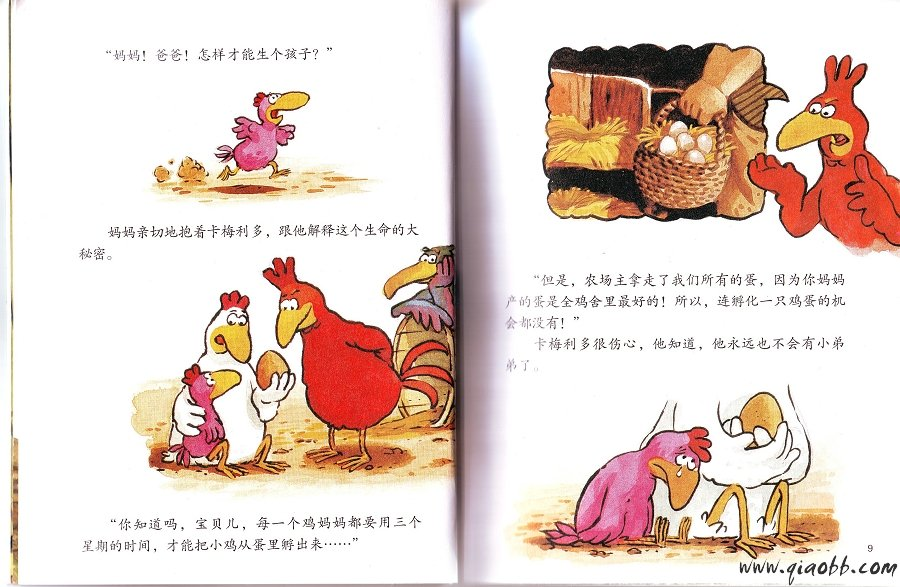 “妈妈！爸爸！怎样才能生个孩子？”
妈妈亲切地抱着卡梅利多，跟他解释这个生命的大
秘密。
“你知道吗，宝贝儿，每一个鸡妈妈都要用三个
星期的时间，才能把小鸡从蛋里孵出来……”
“但是，农场主拿走了我们所有的蛋，因为你妈妈
产的蛋是全鸡舍里最好的！所以，连孵化一只鸡蛋的机
会都没有！”
卡梅利多很伤心，他知道，他永远也不会有小弟
弟了。
9
www.qiaobb.com